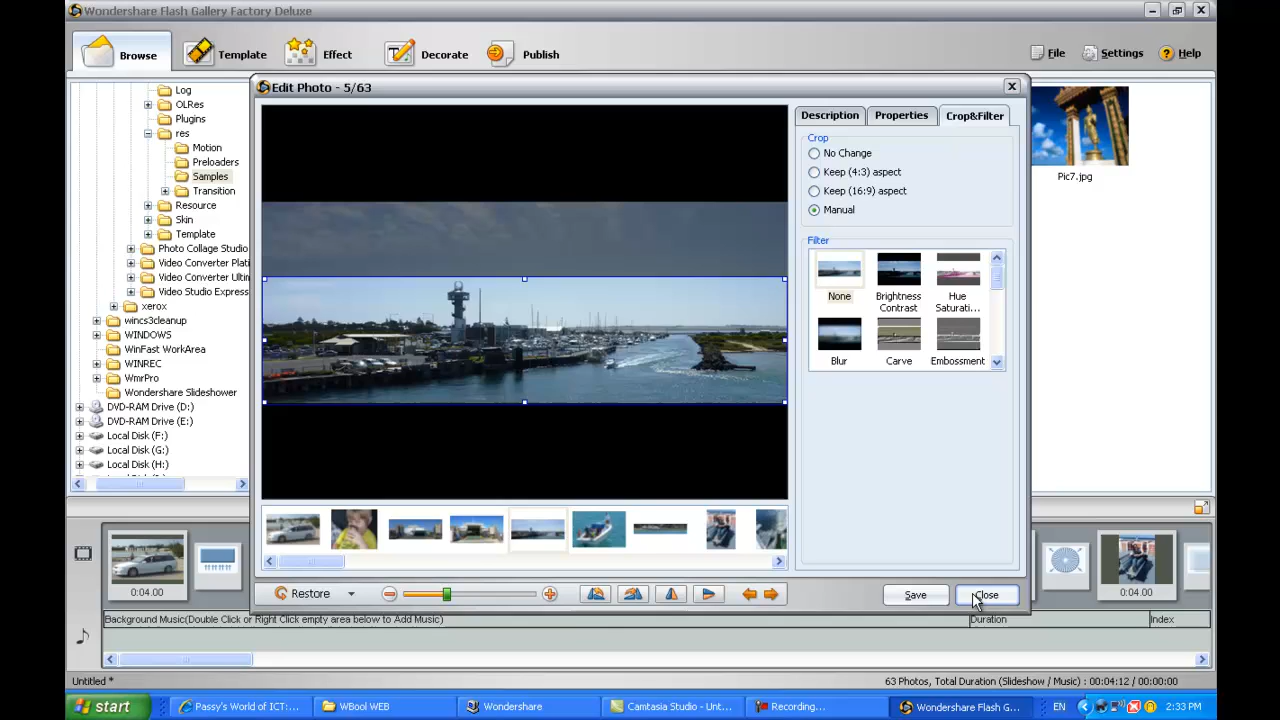 Wondershare Flash Gallery Factory Deluxe
Browse
Template
Effect
Decorate
Publish
File
Settings
Help
Log
OLRes
Plugins
res
Motion
Preloaders
Samples
Transition
Resource
Skin
Template
Photo Collage Studio
Video Converter Plati
Video Converter Ultin
Video Studio Express
xerox
wincs3cleanup
WINDOWS
WinFast WorkArea
WINREC
WmrPro
Wondershare Slideshower
DVD-RAM Drive (D:)
DVD-RAM Drive (E:)
Local Disk (F:)
Local Disk (G:)
Local Disk (H:)
Edit Photo - 5/63
Description
Properties
Crop&Filter
Crop
No Change
Keep (4:3) aspect
Keep (16:9) aspect
Manual
Filter
None
Brightness
Contrast
Hue
Saturati...
Blur
Carve
Embossment
Restore
Save
Close
Pic7.jpg
0:04.00
0:04.00
Background Music(Double Click or Right Click empty area below to Add Music)
Duration
Index
Untitled *
63 Photos, Total Duration (Slideshow / Music) : 00:04:12 / 00:00:00
start
Passy's World of ICT:...
WBool WEB
Wondershare
Camtasia Studio - Unt...
Recording...
Wondershare Flash G...
EN
2:33 PM